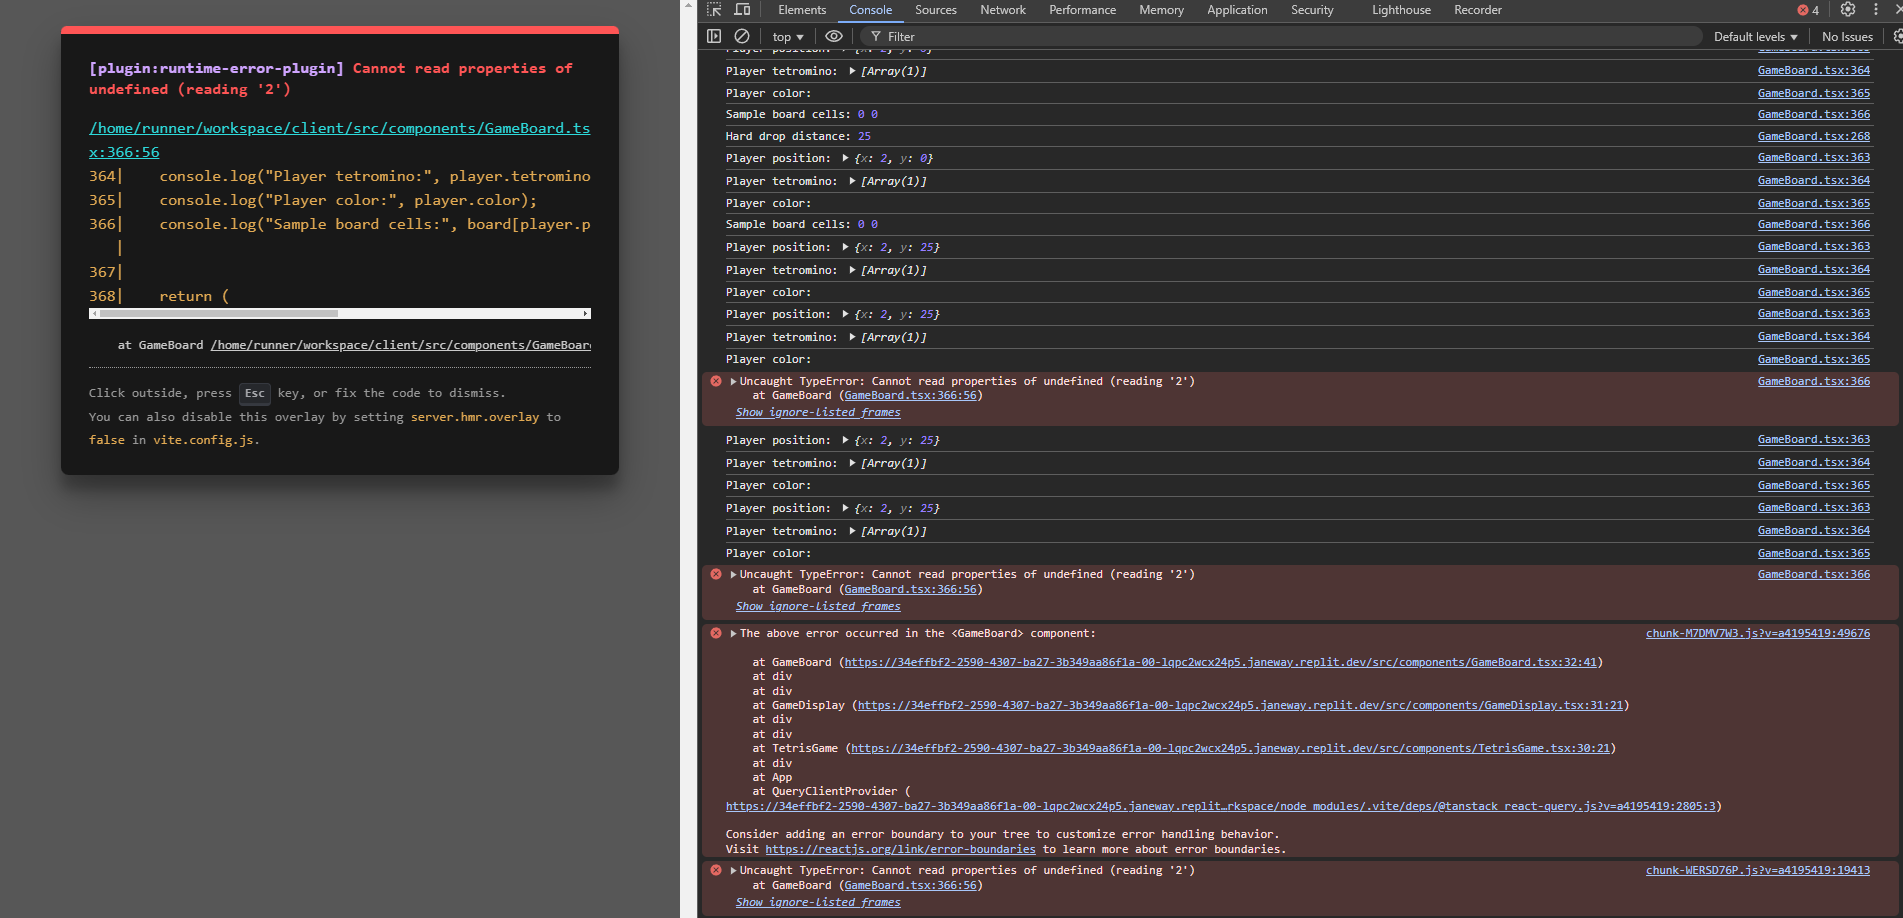 [plugin:runtime-error-plugin] Cannot read properties of
undefined (reading '2')
/home/runner/workspace/client/src/components/GameBoard.ts
x:366:56
364|    console.log("Player tetromino:", player.tetromino
365|    console.log("Player color:", player.color);
366|    console.log("Sample board cells:", board[player.p
|
367|
368|    return (
at GameBoard /home/runner/workspace/client/src/components/GameBoar
Click outside, press Esc key, or fix the code to dismiss.
You can also disable this overlay by setting server.hmr.overlay to
false in vite.config.js.
Elements Console Sources Network Performance Memory Application Security Lighthouse Recorder 4
top Filter Default levels No Issues
Player position: {x: 2, y: 0} GameBoard.tsx:363
Player tetromino: [Array(1)] GameBoard.tsx:364
Player color: GameBoard.tsx:365
Sample board cells: 0 0 GameBoard.tsx:366
Hard drop distance: 25 GameBoard.tsx:268
Player position: {x: 2, y: 0} GameBoard.tsx:363
Player tetromino: [Array(1)] GameBoard.tsx:364
Player color: GameBoard.tsx:365
Sample board cells: 0 0 GameBoard.tsx:366
Player position: {x: 2, y: 25} GameBoard.tsx:363
Player tetromino: [Array(1)] GameBoard.tsx:364
Player color: GameBoard.tsx:365
Player position: {x: 2, y: 25} GameBoard.tsx:363
Player tetromino: [Array(1)] GameBoard.tsx:364
Player color: GameBoard.tsx:365
Uncaught TypeError: Cannot read properties of undefined (reading '2') GameBoard.tsx:366
at GameBoard (GameBoard.tsx:366:56)
Show ignore-listed frames
Player position: {x: 2, y: 25} GameBoard.tsx:363
Player tetromino: [Array(1)] GameBoard.tsx:364
Player color: GameBoard.tsx:365
Player position: {x: 2, y: 25} GameBoard.tsx:363
Player tetromino: [Array(1)] GameBoard.tsx:364
Player color: GameBoard.tsx:365
Uncaught TypeError: Cannot read properties of undefined (reading '2') GameBoard.tsx:366
at GameBoard (GameBoard.tsx:366:56)
Show ignore-listed frames
The above error occurred in the <GameBoard> component: chunk-M7DMV7W3.js?v=a4195419:49676
at GameBoard (https://34effbf2-2590-4307-ba27-3b349aa86f1a-00-lqpc2wcx24p5.janeway.replit.dev/src/components/GameBoard.tsx:32:41)
at div
at div
at GameDisplay (https://34effbf2-2590-4307-ba27-3b349aa86f1a-00-lqpc2wcx24p5.janeway.replit.dev/src/components/GameDisplay.tsx:31:21)
at div
at div
at TetrisGame (https://34effbf2-2590-4307-ba27-3b349aa86f1a-00-lqpc2wcx24p5.janeway.replit.dev/src/components/TetrisGame.tsx:30:21)
at div
at App
at QueryClientProvider (
https://34effbf2-2590-4307-ba27-3b349aa86f1a-00-lqpc2wcx24p5.janeway.replit…rkspace/node_modules/.vite/deps/@tanstack_react-query.js?v=a4195419:2805:3)
Consider adding an error boundary to your tree to customize error handling behavior.
Visit https://reactjs.org/link/error-boundaries to learn more about error boundaries.
Uncaught TypeError: Cannot read properties of undefined (reading '2') chunk-WERSD76P.js?v=a4195419:19413
at GameBoard (GameBoard.tsx:366:56)
Show ignore-listed frames